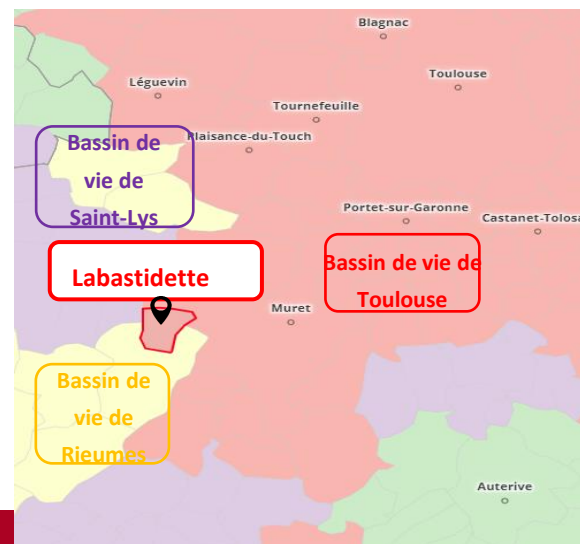 Blagnac
Toulouse
Léguevin
Tournefeuille
Plaisance-du-Touch
Bassin de
vie de
Saint-Lys
Portet-sur-Garonne
Castanet-Tolosa
Labastidette
Bassin de vie de
Toulouse
Muret
Bassin de
vie de
Rieumes
Auterive